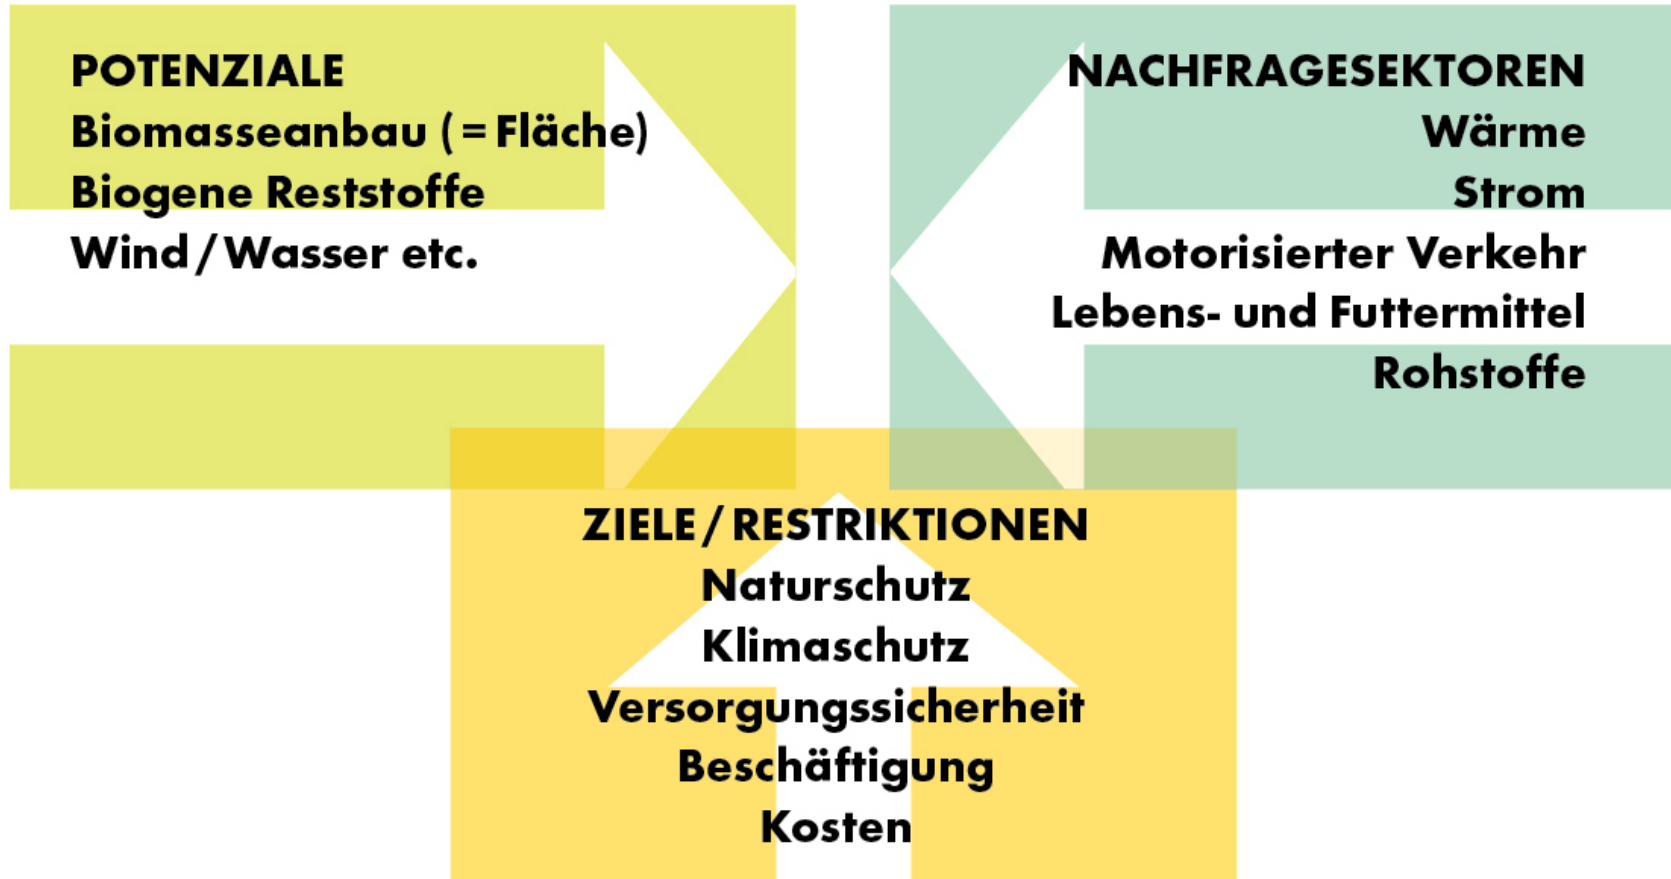 POTENZIALE
Biomasseanbau (= Fläche)
Biogene Reststoffe
Wind / Wasser etc.
NACHFRAGESEKTOREN
Wärme
Strom
Motorisierter Verkehr
Lebens- und Futtermittel
Rohstoffe
ZIELE / RESTRIKTIONEN
Naturschutz
Klimaschutz
Versorgungssicherheit
Beschäftigung
Kosten